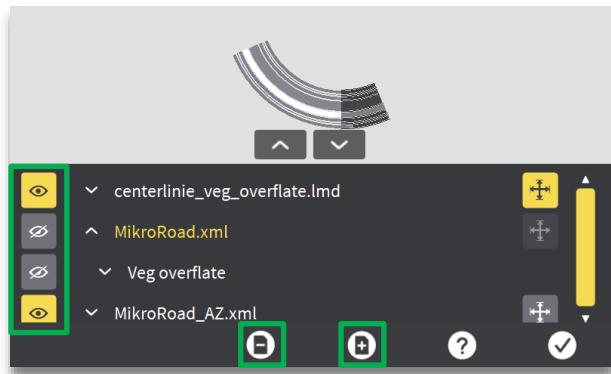 centerlinie_veg_overflate.lmd
MikroRoad.xml
Veg overflate
MikroRoad_AZ.xml
?